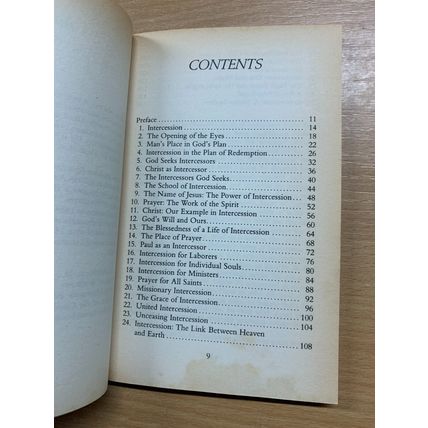 CONTENTS
Preface 11
1. Intercession 14
2. The Opening of the Eyes 18
3. Man's Place in God's Plan 22
4. Intercession in the Plan of Redemption 26
5. God Seeks Intercessors 32
6. Christ as Intercessor 36
7. The Intercessors God Seeks 40
8. The School of Intercession 44
9. The Name of Jesus: The Power of Intercession 48
10. Prayer: The Work of the Spirit 52
11. Christ: Our Example in Intercession 56
12. God's Will and Ours 60
13. The Blessedness of a Life of Intercession 64
14. The Place of Prayer 68
15. Paul as an Intercessor 72
16. Intercession for Laborers 76
17. Intercession for Individual Souls 80
18. Intercession for Ministers 84
19. Prayer for All Saints 88
20. Missionary Intercession 92
21. The Grace of Intercession 96
22. United Intercession 100
23. Unceasing Intercession 104
24. Intercession: The Link Between Heaven
and Earth 108
9